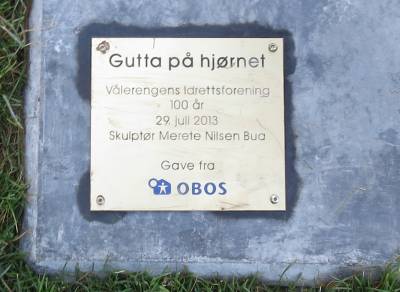 Gutta på hjørnet
Vålerengens Idrettsforening
100 år
29. juli 2013
Skulptør Merete Nilsen Bua
Gave fra
OBOS